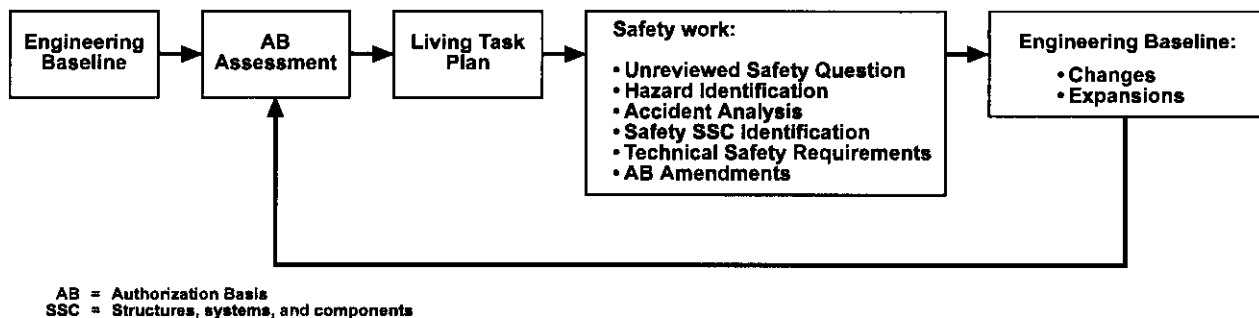 Engineering
Baseline
AB
Assessment
Living Task
Plan
Safety work:
• Unreviewed Safety Question
• Hazard Identification
• Accident Analysis
• Safety SSC Identification
• Technical Safety Requirements
• AB Amendments
Engineering Baseline:
• Changes
• Expansions
AB = Authorization Basis
SSC = Structures, systems, and components